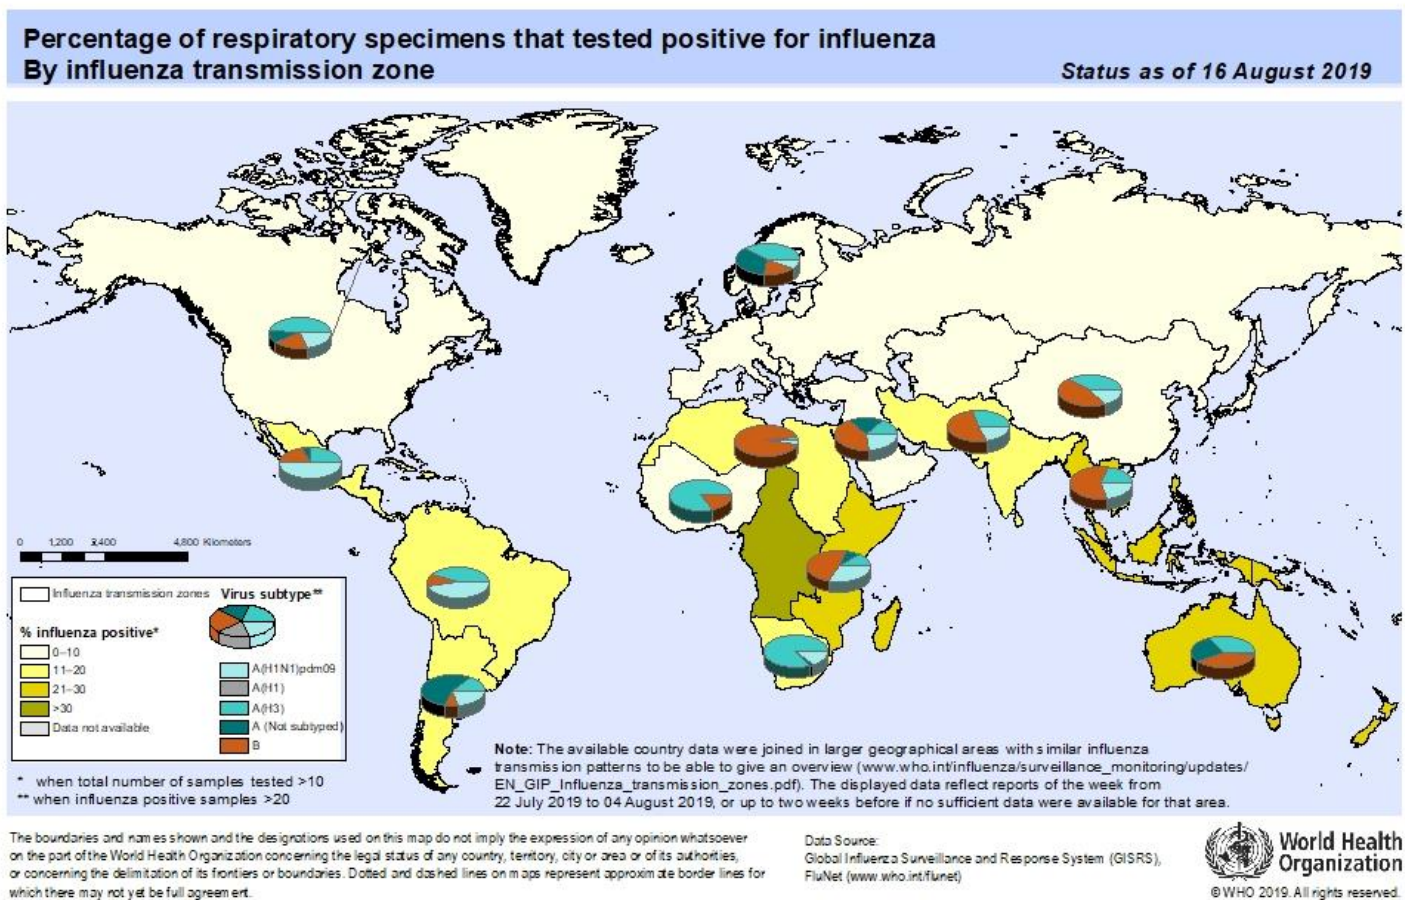 Percentage of respiratory specimens that tested positive for influenza
By influenza transmission zone
Status as of 16 August 2019
0 1,200 2,400 4,800 Kilometers
Influenza transmission zones
Virus subtype**
% influenza positive*
0–10
11–20
21–30
>30
Data not available
A(H1N1)pdm09
A(H1)
A(H3)
A (Not subtyped)
B
* when total number of samples tested >10
** when influenza positive samples >20
Note: The available country data were joined in larger geographical areas with similar influenza
transmission patterns to be able to give an overview (www.who.int/influenza/surveillance_monitoring/updates/
EN_GIP_Influenza_transmission_zones.pdf). The displayed data reflect reports of the week from
22 July 2019 to 04 August 2019, or up to two weeks before if no sufficient data were available for that area.
The boundaries and names shown and the designations used on this map do not imply the expression of any opinion whatsoever
on the part of the World Health Organization concerning the legal status of any country, territory, city or area or of its authorities,
or concerning the delimitation of its frontiers or boundaries. Dotted and dashed lines on maps represent approximate border lines for
which there may not yet be full agreement.
Data Source:
Global Influenza Surveillance and Response System (GISRS),
FluNet (www.who.int/flunet)
World Health
Organization
© WHO 2019. All rights reserved.